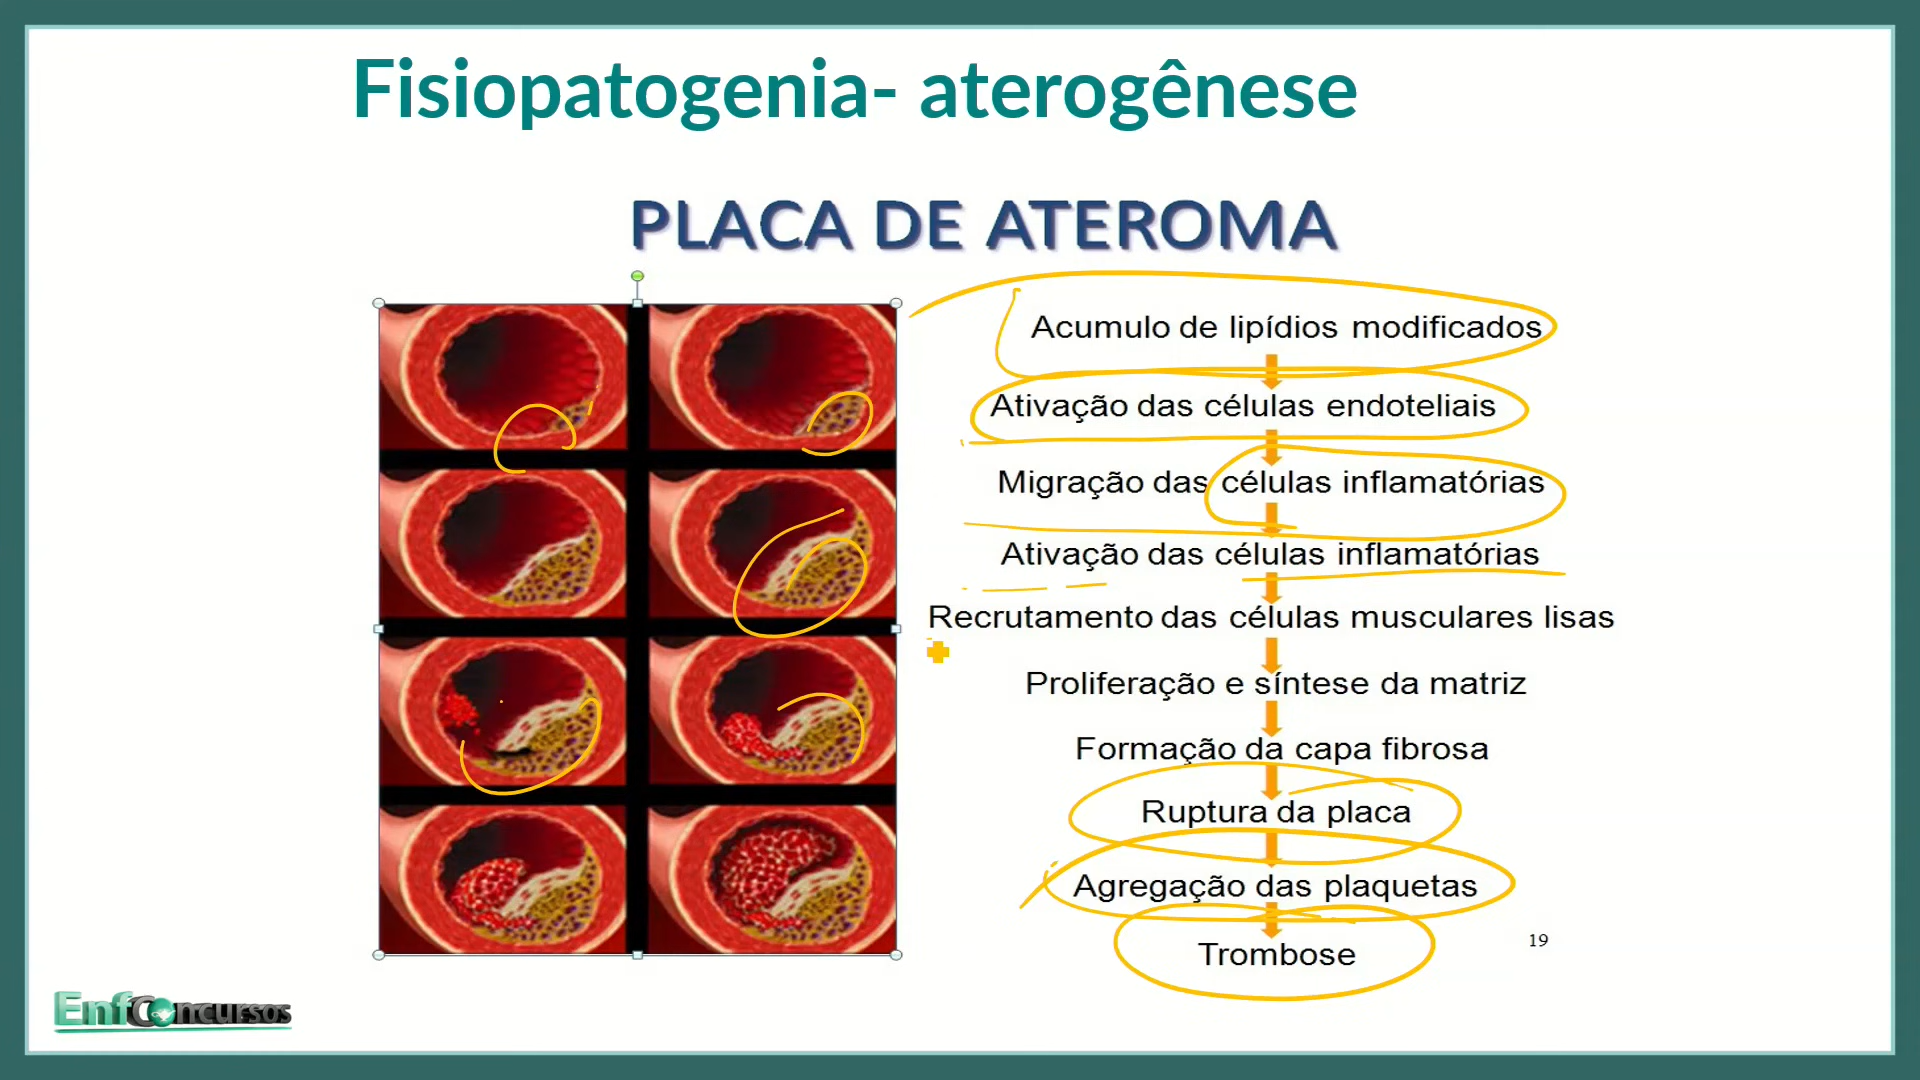 Fisiopatogenia- aterogênese
PLACA DE ATEROMA
Acumulo de lipídios modificados
Ativação das células endoteliais
Migração das células inflamatórias
Ativação das células inflamatórias
Recrutamento das células musculares lisas
Proliferação e síntese da matriz
Formação da capa fibrosa
Ruptura da placa
Agregação das plaquetas
Trombose
19
EnfConcursos